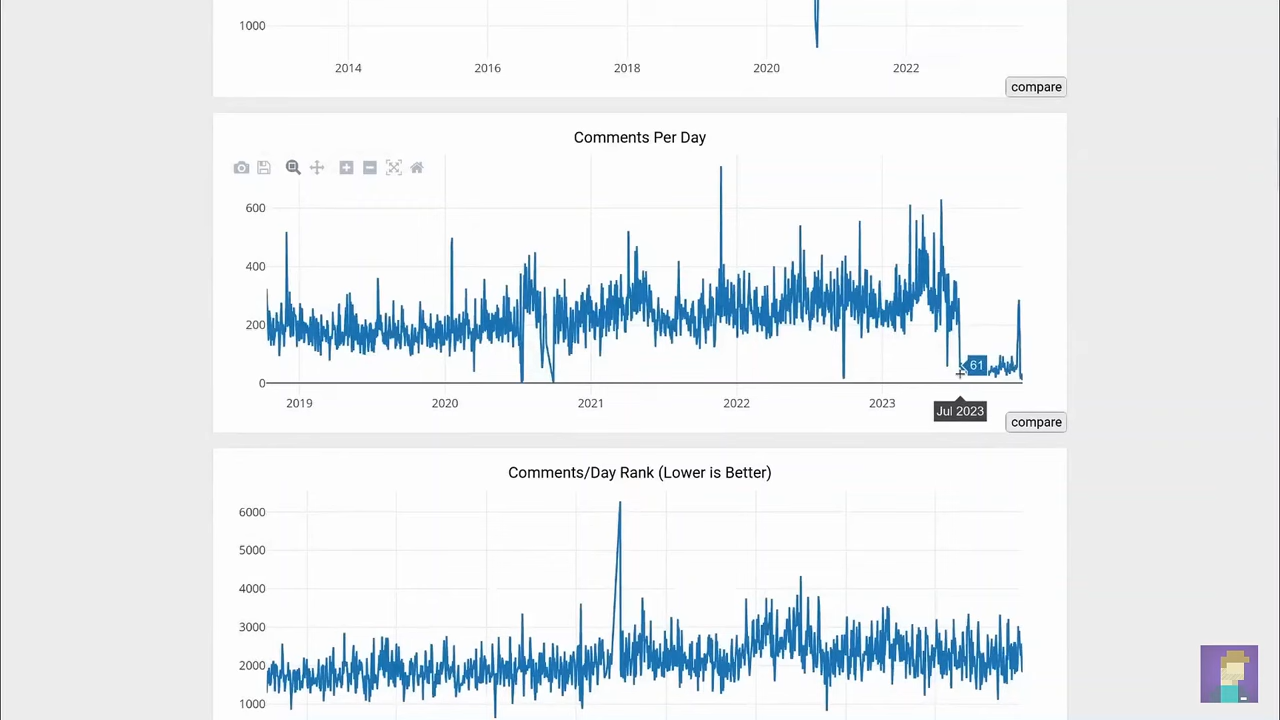 1000
2014 2016 2018 2020 2022
compare
Comments Per Day
600
400
200
0
61
2019 2020 2021 2022 2023
Jul 2023
compare
Comments/Day Rank (Lower is Better)
6000
5000
4000
3000
2000
1000